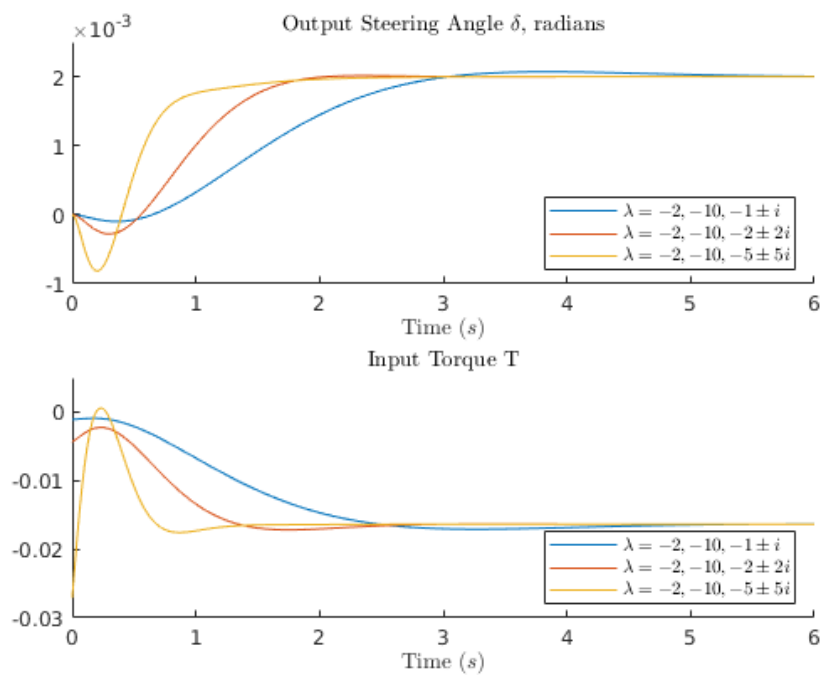 ×10⁻³
Output Steering Angle δ, radians
2
1
0
-1
λ = −2, −10, −1 ± i
λ = −2, −10, −2 ± 2i
λ = −2, −10, −5 ± 5i
0 1 2 3 4 5 6
Time (s)
Input Torque T
0
-0.01
-0.02
-0.03
λ = −2, −10, −1 ± i
λ = −2, −10, −2 ± 2i
λ = −2, −10, −5 ± 5i
0 1 2 3 4 5 6
Time (s)